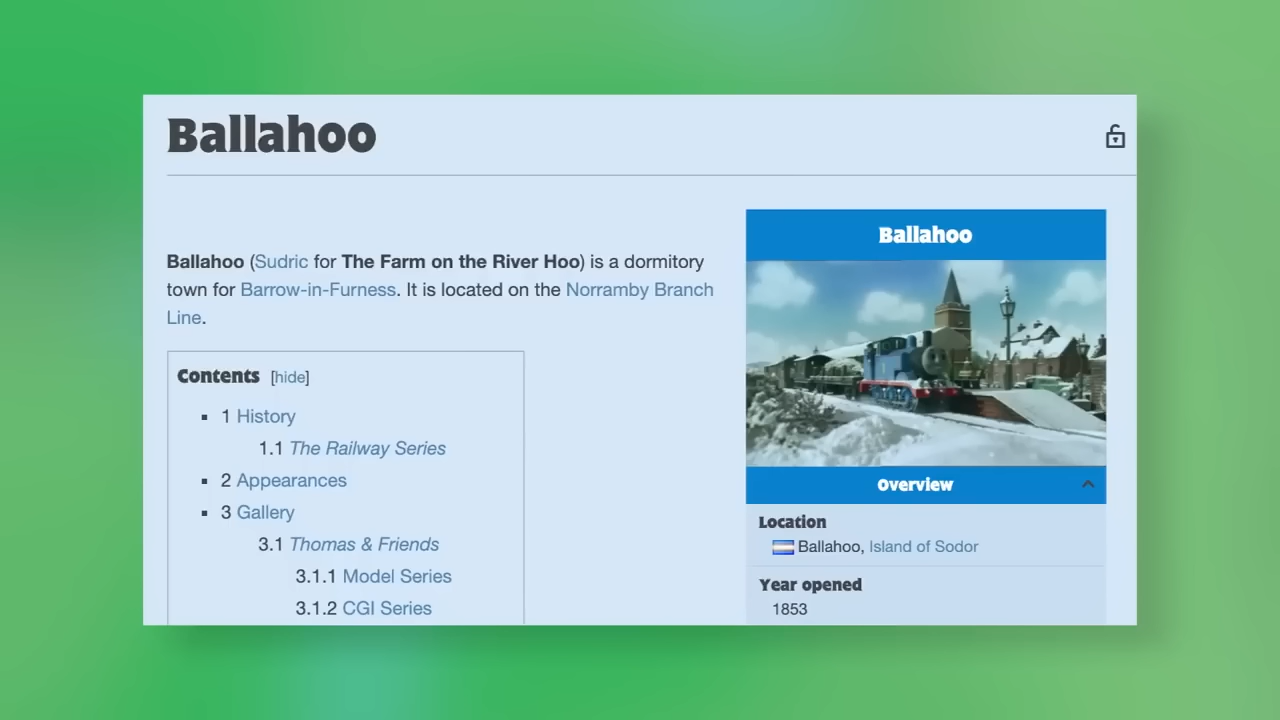 Ballahoo
Ballahoo (Sudric for The Farm on the River Hoo) is a dormitory
town for Barrow-in-Furness. It is located on the Norramby Branch
Line.
Contents [hide]
▪ 1 History
1.1 The Railway Series
▪ 2 Appearances
▪ 3 Gallery
3.1 Thomas & Friends
3.1.1 Model Series
3.1.2 CGI Series
Ballahoo
Overview
Location
Ballahoo, Island of Sodor
Year opened
1853